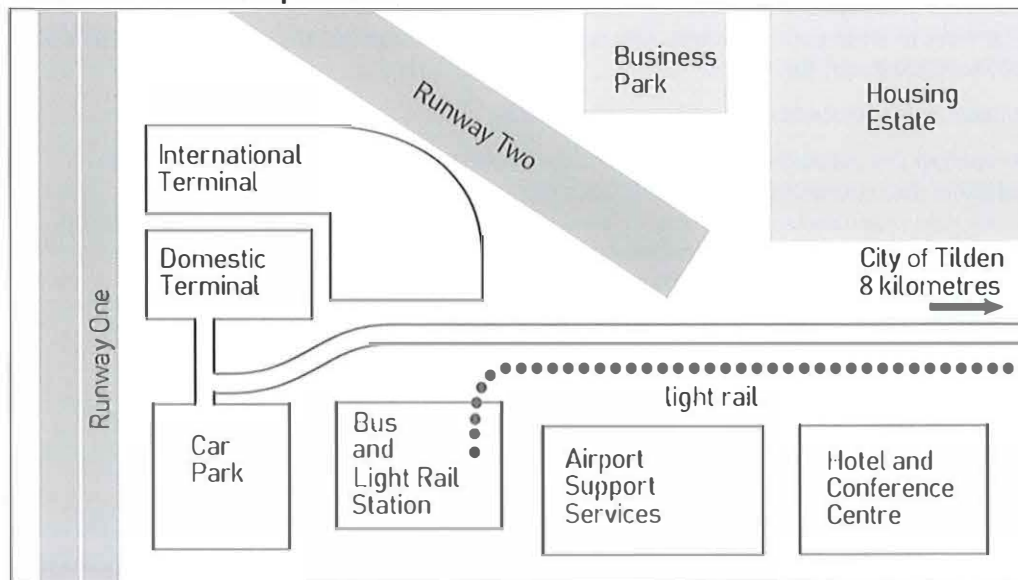 Business
Park
Housing
Estate
Runway Two
International
Terminal
Domestic
Terminal
City of Tilden
8 kilometres
Runway One
light rail
Car
Park
Bus
and
Light Rail
Station
Airport
Support
Services
Hotel and
Conference
Centre